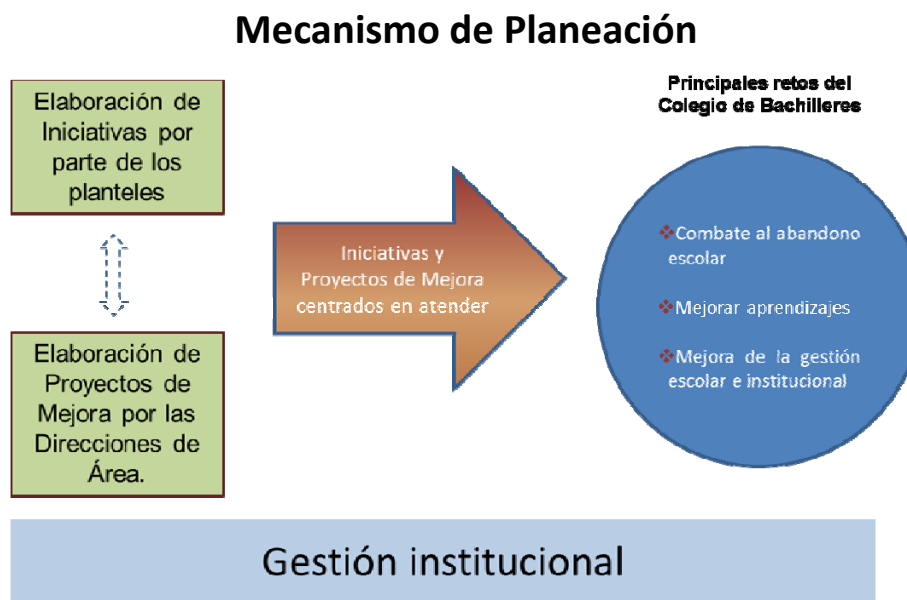 Mecanismo de Planeación
Elaboración de
Iniciativas por
parte de los
planteles
Elaboración de
Proyectos de
Mejora por las
Direcciones de
Área.
Iniciativas y
Proyectos de Mejora
centrados en atender
Principales retos del
Colegio de Bachilleres
❖Combate al abandono
escolar
❖Mejorar aprendizajes
❖Mejora de la gestión
escolar e institucional
Gestión institucional